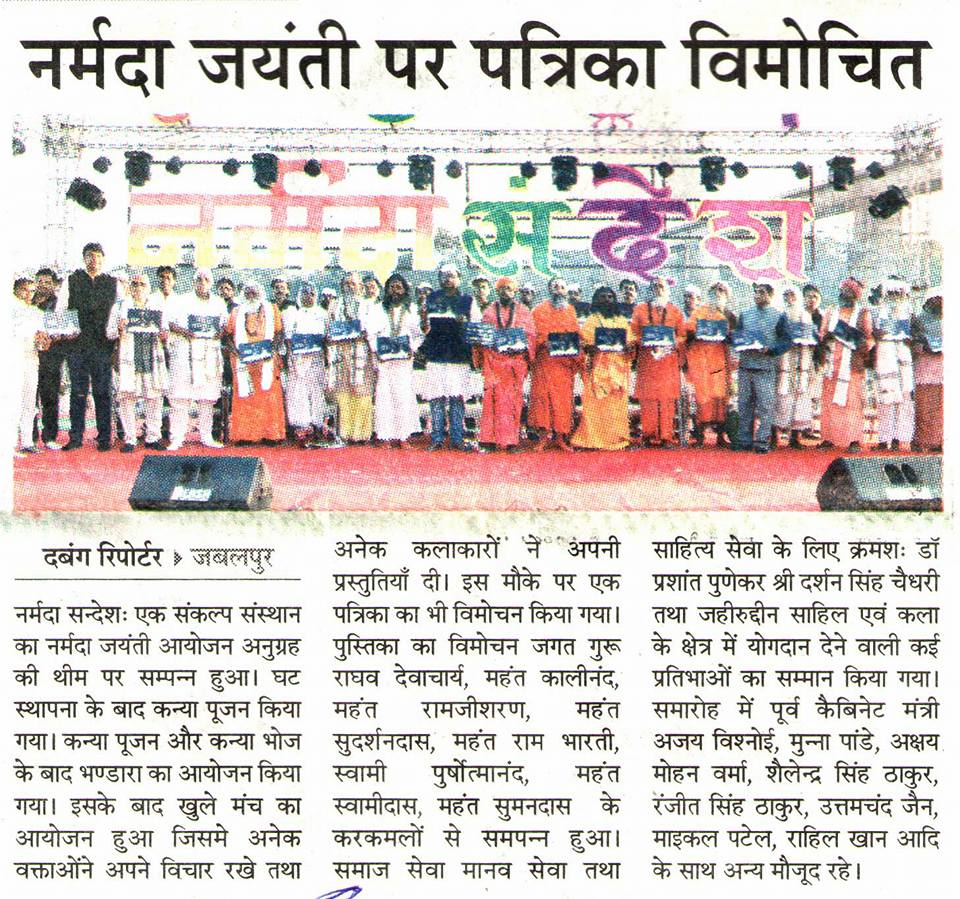 नर्मदा जयंती पर पत्रिका विमोचित
नर्मदा संदेश
दबंग रिपोर्टर जबलपुर
नर्मदा सन्देशः एक संकल्प संस्थान
का नर्मदा जयंती आयोजन अनुग्रह
की थीम पर सम्पन्न हुआ। घट
स्थापना के बाद कन्या पूजन किया
गया। कन्या पूजन और कन्या भोज
के बाद भण्डारा का आयोजन किया
गया। इसके बाद खुले मंच का
आयोजन हुआ जिसमे अनेक
वक्ताओंने अपने विचार रखे तथा
अनेक कलाकारों ने अपनी
प्रस्तुतियाँ दी। इस मौके पर एक
पत्रिका का भी विमोचन किया गया।
पुस्तिका का विमोचन जगत गुरू
राघव देवाचार्य, महंत कालीनंद,
महंत रामजीशरण, महंत
सुदर्शनदास, महंत राम भारती,
स्वामी पुर्षोत्मानंद, महंत
स्वामीदास, महंत सुमनदास के
करकमलों से समपन्न हुआ।
समाज सेवा मानव सेवा तथा
साहित्य सेवा के लिए क्रमशः डॉ
प्रशांत पुणेकर श्री दर्शन सिंह चैधरी
तथा जहीरुद्दीन साहिल एवं कला
के क्षेत्र में योगदान देने वाली कई
प्रतिभाओं का सम्मान किया गया।
समारोह में पूर्व कैबिनेट मंत्री
अजय विश्नोई, मुन्ना पांडे, अक्षय
मोहन वर्मा, शैलेन्द्र सिंह ठाकुर,
रंजीत सिंह ठाकुर, उत्तमचंद जैन,
माइकल पटेल, राहिल खान आदि
के साथ अन्य मौजूद रहे।